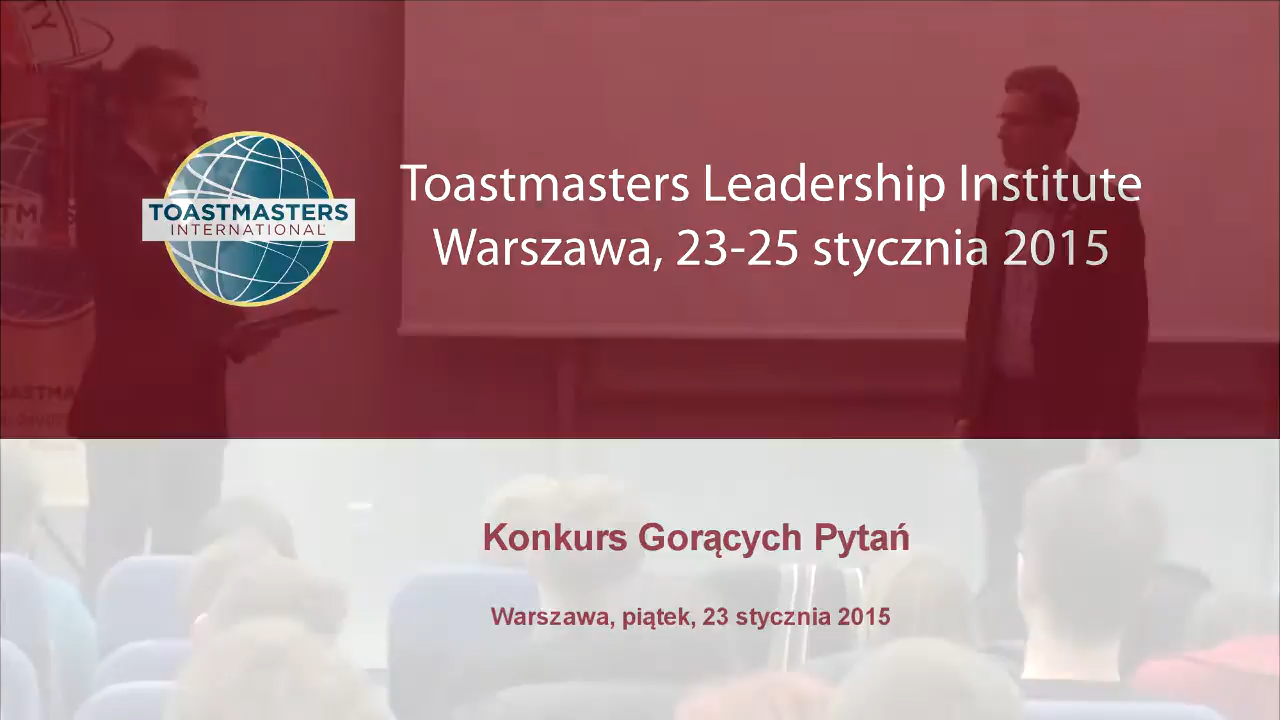 TOASTMASTERS
INTERNATIONAL
Toastmasters Leadership Institute
Warszawa, 23-25 stycznia 2015
Konkurs Gorących Pytań
Warszawa, piątek, 23 stycznia 2015